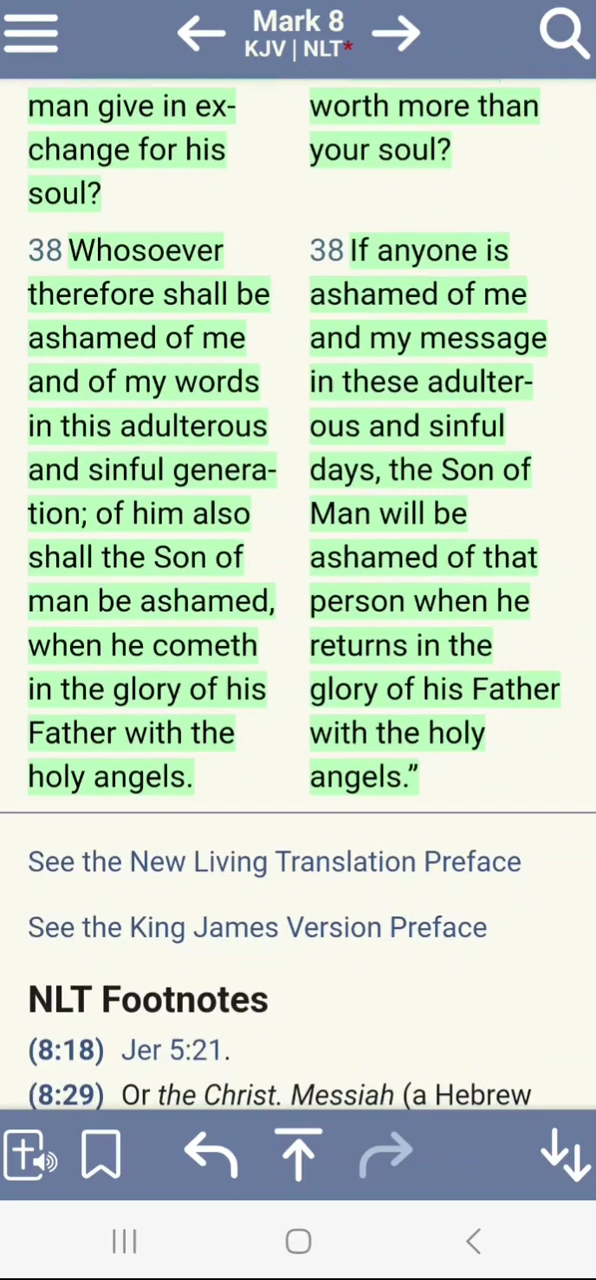 Mark 8
KJV | NLT*
man give in ex-
change for his
soul?
38 Whosoever
therefore shall be
ashamed of me
and of my words
in this adulterous
and sinful genera-
tion; of him also
shall the Son of
man be ashamed,
when he cometh
in the glory of his
Father with the
holy angels.
worth more than
your soul?
38 If anyone is
ashamed of me
and my message
in these adulter-
ous and sinful
days, the Son of
Man will be
ashamed of that
person when he
returns in the
glory of his Father
with the holy
angels.”
See the New Living Translation Preface
See the King James Version Preface
NLT Footnotes
(8:18) Jer 5:21.
(8:29) Or the Christ. Messiah (a Hebrew